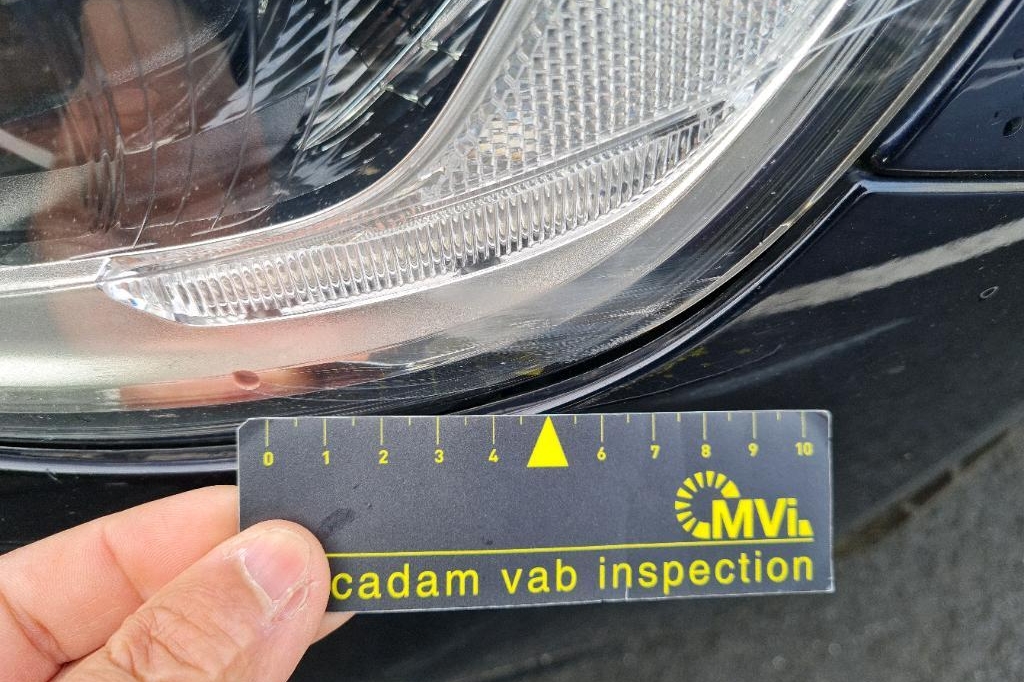 0 1 2 3 4 6 7 8 9 10
MVi
cadam vab inspection